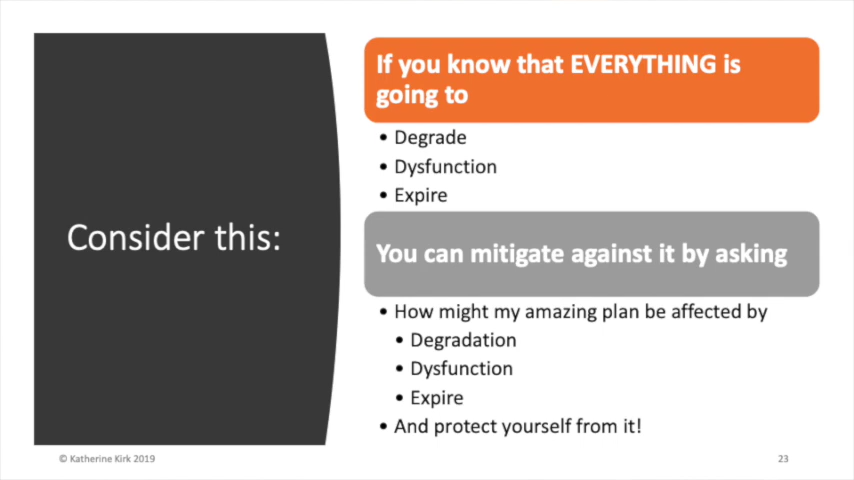 Consider this:
If you know that EVERYTHING is
going to
• Degrade
• Dysfunction
• Expire
You can mitigate against it by asking
• How might my amazing plan be affected by
• Degradation
• Dysfunction
• Expire
• And protect yourself from it!
© Katherine Kirk 2019
23